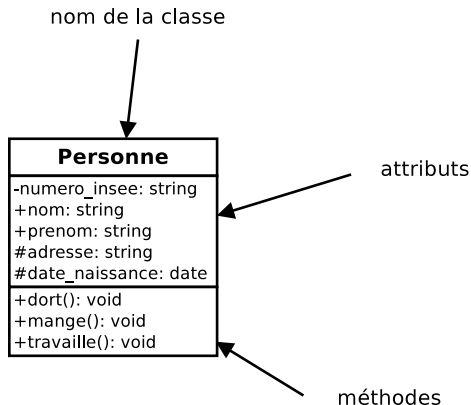 nom de la classe
Personne
attributs
-numero_insee: string
+nom: string
+prenom: string
#adresse: string
#date_naissance: date
+dort(): void
+mange(): void
+travaille(): void
méthodes